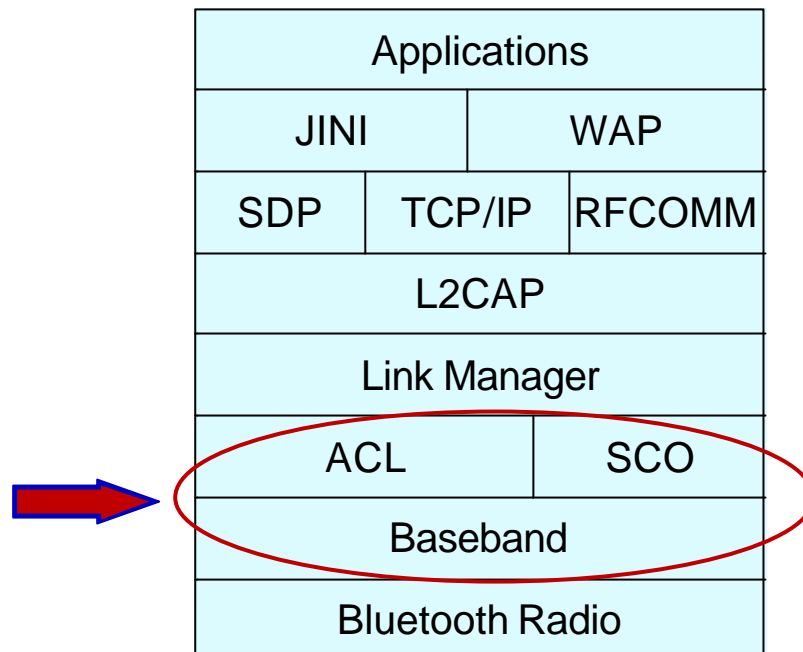 Applications
JINI WAP
SDP TCP/IP RFCOMM
L2CAP
Link Manager
ACL SCO
Baseband
Bluetooth Radio